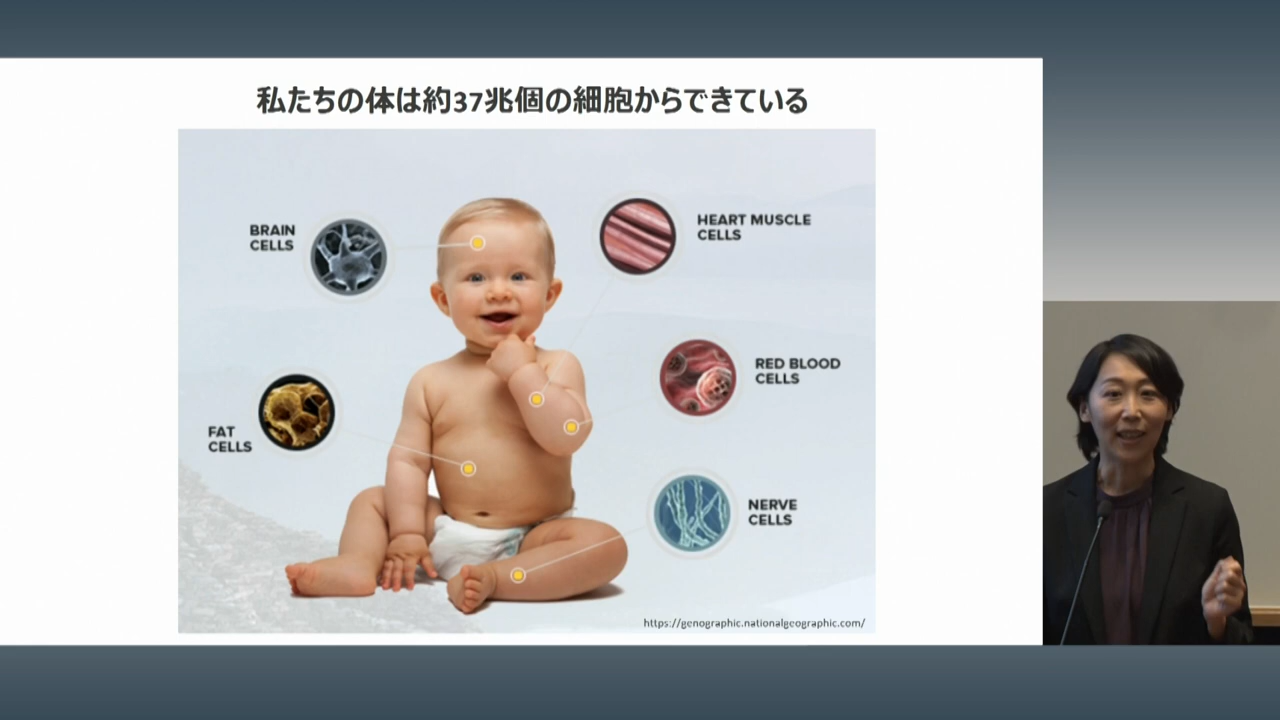 私たちの体は約37兆個の細胞からできている
BRAIN
CELLS
HEART MUSCLE
CELLS
RED BLOOD
CELLS
FAT
CELLS
NERVE
CELLS
https://genographic.nationalgeographic.com/